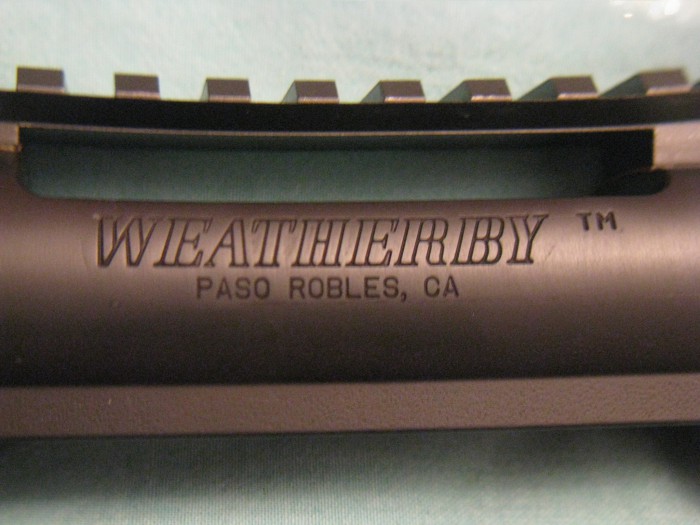 WEATHERBY ™
PASO ROBLES, CA